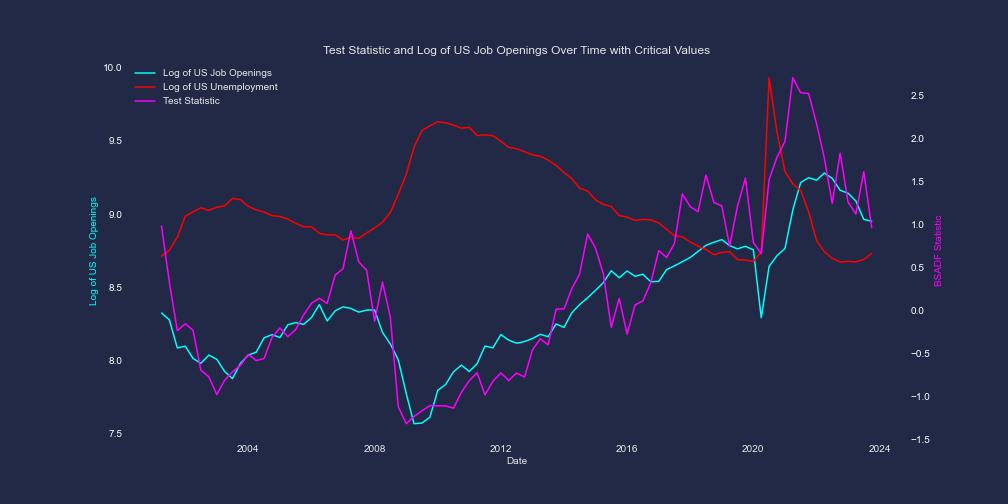 Test Statistic and Log of US Job Openings Over Time with Critical Values
Log of US Job Openings
Log of US Unemployment
Test Statistic
10.0
9.5
9.0
8.5
8.0
7.5
Log of US Job Openings
2.5
2.0
1.5
1.0
0.5
0.0
−0.5
−1.0
−1.5
BSADF Statistic
2004 2008 2012 2016 2020 2024
Date